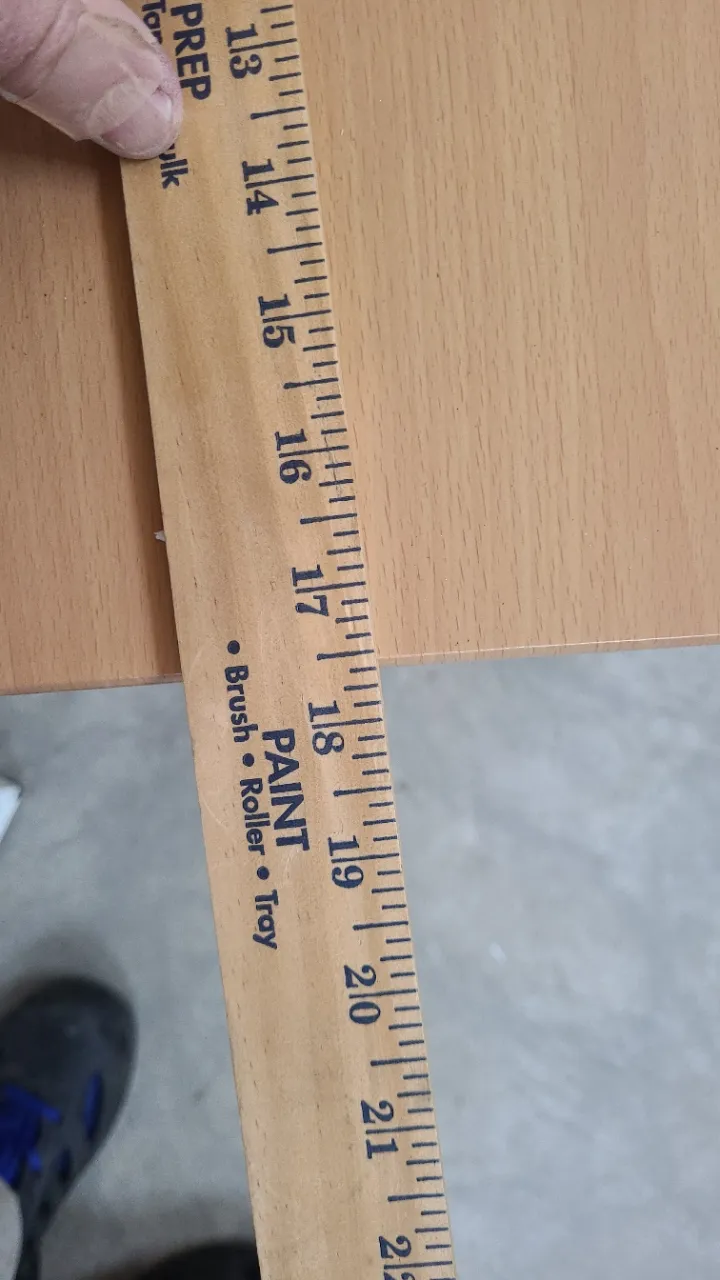 13 14 15 16 17 18 19 20 21
PREP
PAINT
• Brush • Roller • Tray